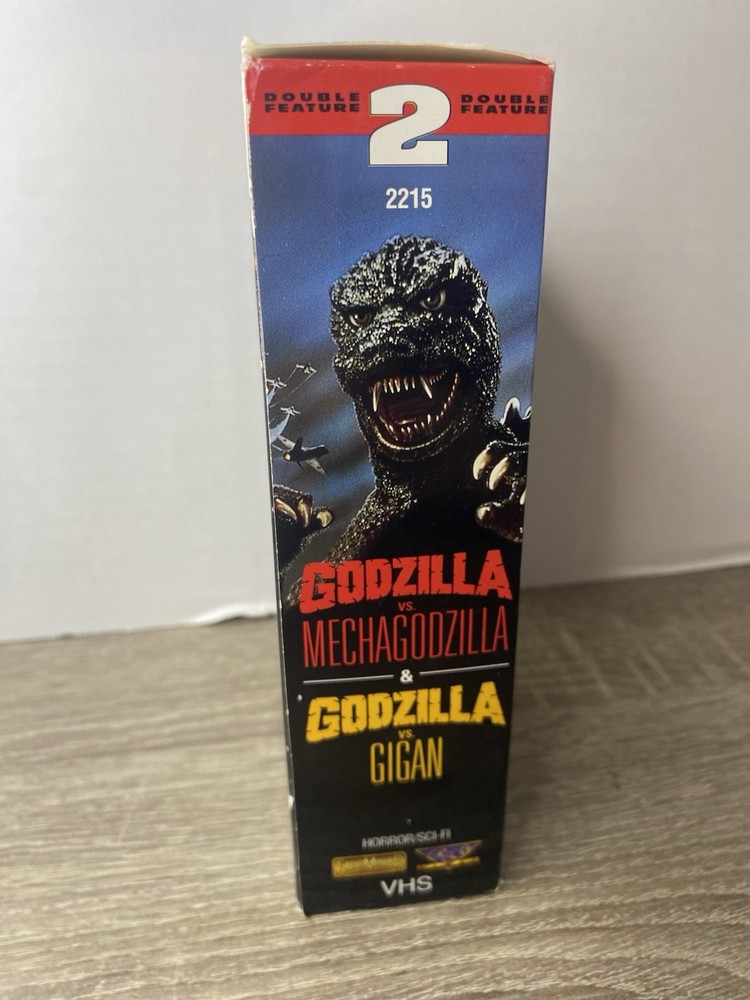 DOUBLE FEATURE
2
DOUBLE FEATURE
2215
GODZILLA
VS.
MECHAGODZILLA
&
GODZILLA
VS.
GIGAN
HORROR/SCI-FI
VHS